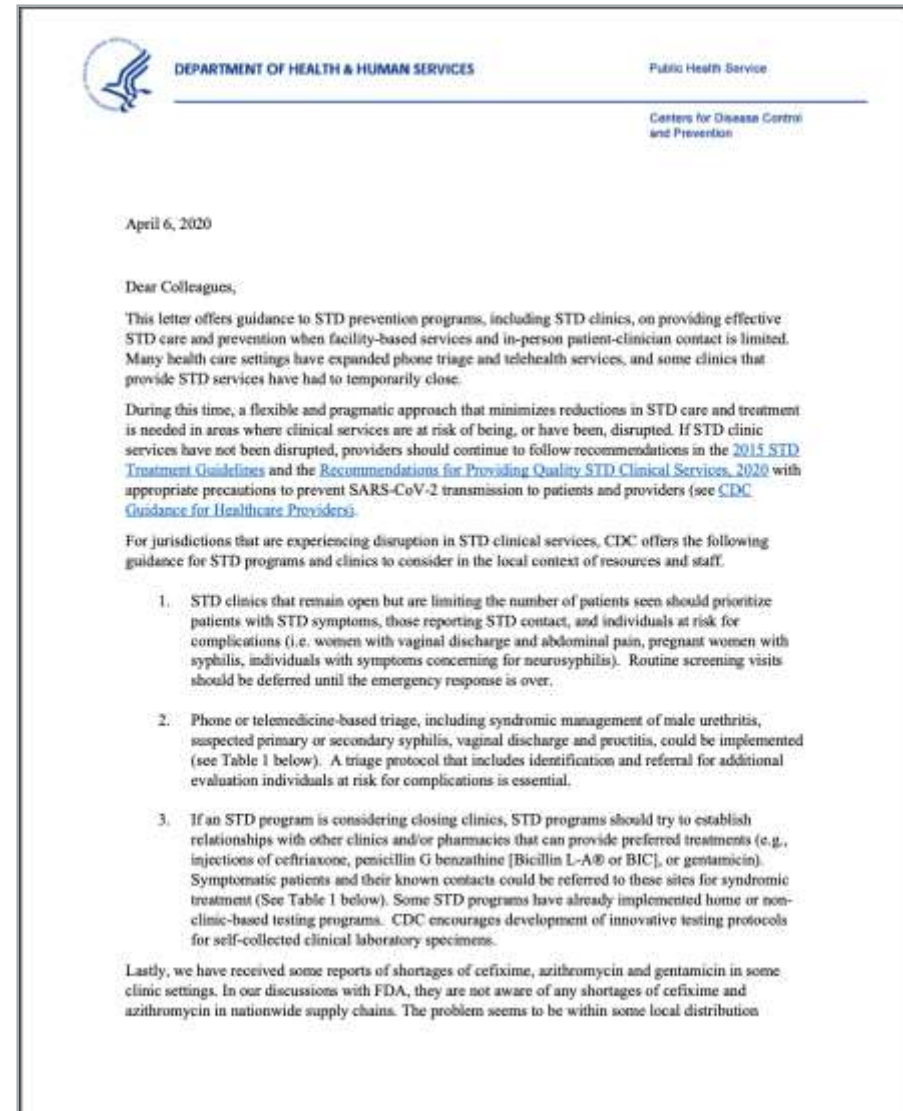 DEPARTMENT OF HEALTH & HUMAN SERVICES
Public Health Service
Centers for Disease Control
and Prevention
April 6, 2020
Dear Colleagues,
This letter offers guidance to STD prevention programs, including STD clinics, on providing effective
STD care and prevention when facility-based services and in-person patient-clinician contact is limited.
Many health care settings have expanded phone triage and telehealth services, and some clinics that
provide STD services have had to temporarily close.
During this time, a flexible and pragmatic approach that minimizes reductions in STD care and treatment
is needed in areas where clinical services are at risk of being, or have been, disrupted. If STD clinic
services have not been disrupted, providers should continue to follow recommendations in the 2015 STD
Treatment Guidelines and the Recommendations for Providing Quality STD Clinical Services, 2020 with
appropriate precautions to prevent SARS-CoV-2 transmission to patients and providers (see CDC
Guidance for Healthcare Providers).
For jurisdictions that are experiencing disruption in STD clinical services, CDC offers the following
guidance for STD programs and clinics to consider in the local context of resources and staff.
1. STD clinics that remain open but are limiting the number of patients seen should prioritize
patients with STD symptoms, those reporting STD contact, and individuals at risk for
complications (i.e. women with vaginal discharge and abdominal pain, pregnant women with
syphilis, individuals with symptoms concerning for neurosyphilis). Routine screening visits
should be deferred until the emergency response is over.
2. Phone or telemedicine-based triage, including syndromic management of male urethritis,
suspected primary or secondary syphilis, vaginal discharge and proctitis, could be implemented
(see Table 1 below). A triage protocol that includes identification and referral for additional
evaluation individuals at risk for complications is essential.
3. If an STD program is considering closing clinics, STD programs should try to establish
relationships with other clinics and/or pharmacies that can provide preferred treatments (e.g.,
injections of ceftriaxone, penicillin G benzathine [Bicillin L-A® or BIC], or gentamicin).
Symptomatic patients and their known contacts could be referred to these sites for syndromic
treatment (See Table 1 below). Some STD programs have already implemented home or non-
clinic-based testing programs. CDC encourages development of innovative testing protocols
for self-collected clinical laboratory specimens.
Lastly, we have received some reports of shortages of cefixime, azithromycin and gentamicin in some
clinic settings. In our discussions with FDA, they are not aware of any shortages of cefixime and
azithromycin in nationwide supply chains. The problem seems to be within some local distribution